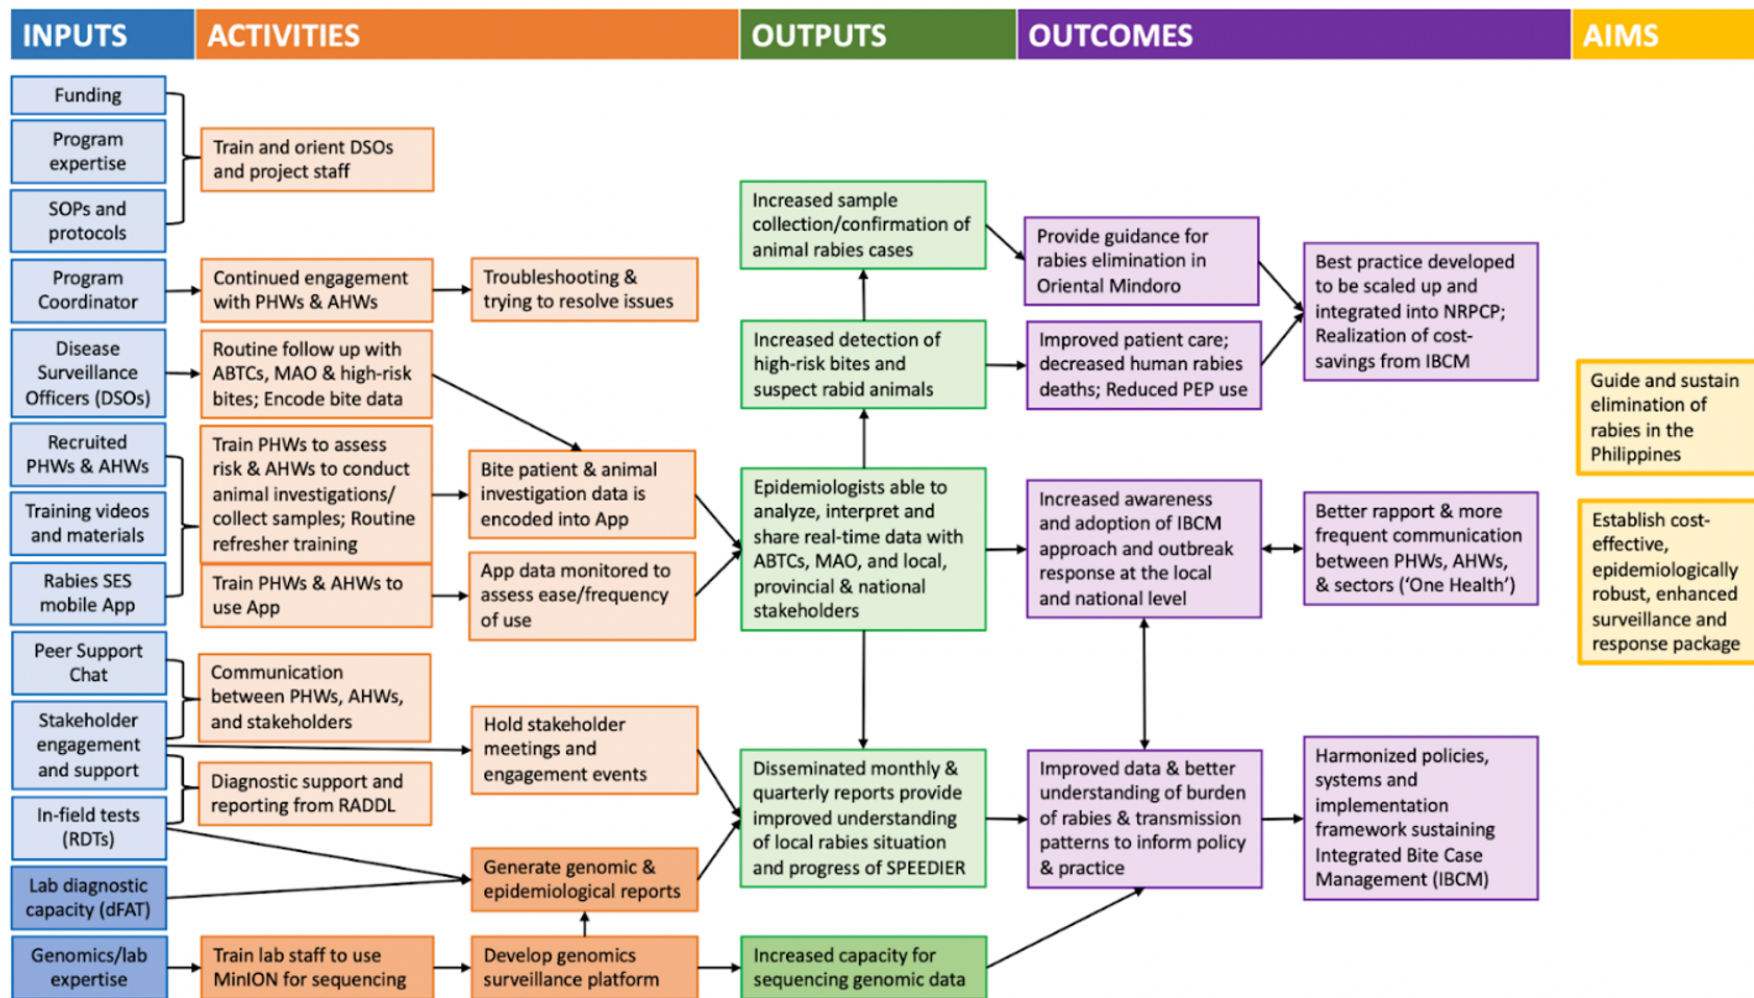 INPUTS
ACTIVITIES
OUTPUTS
OUTCOMES
AIMS
Funding
Program
expertise
SOPs and
protocols
Program
Coordinator
Disease
Surveillance
Officers (DSOs)
Recruited
PHWs & AHWs
Training videos
and materials
Rabies SES
mobile App
Peer Support
Chat
Stakeholder
engagement
and support
In-field tests
(RDTs)
Lab diagnostic
capacity (dFAT)
Genomics/lab
expertise
Train and orient DSOs
and project staff
Continued engagement
with PHWs & AHWs
Routine follow up with
ABTCs, MAO & high-risk
bites; Encode bite data
Train PHWs to assess
risk & AHWs to conduct
animal investigations/
collect samples; Routine
refresher training
Train PHWs & AHWs to
use App
Communication
between PHWs, AHWs,
and stakeholders
Diagnostic support and
reporting from RADDL
Train lab staff to use
MinION for sequencing
Troubleshooting &
trying to resolve issues
Bite patient & animal
investigation data is
encoded into App
App data monitored to
assess ease/frequency
of use
Hold stakeholder
meetings and
engagement events
Generate genomic &
epidemiological reports
Develop genomics
surveillance platform
Increased sample
collection/confirmation of
animal rabies cases
Increased detection of
high-risk bites and
suspect rabid animals
Epidemiologists able to
analyze, interpret and
share real-time data with
ABTCs, MAO, and local,
provincial & national
stakeholders
Disseminated monthly &
quarterly reports provide
improved understanding
of local rabies situation
and progress of SPEEDIER
Increased capacity for
sequencing genomic data
Provide guidance for
rabies elimination in
Oriental Mindoro
Improved patient care;
decreased human rabies
deaths; Reduced PEP use
Increased awareness
and adoption of IBCM
approach and outbreak
response at the local
and national level
Improved data & better
understanding of burden
of rabies & transmission
patterns to inform policy
& practice
Best practice developed
to be scaled up and
integrated into NRPCP;
Realization of cost-
savings from IBCM
Better rapport & more
frequent communication
between PHWs, AHWs,
& sectors (‘One Health’)
Harmonized policies,
systems and
implementation
framework sustaining
Integrated Bite Case
Management (IBCM)
Guide and sustain
elimination of
rabies in the
Philippines
Establish cost-
effective,
epidemiologically
robust, enhanced
surveillance and
response package